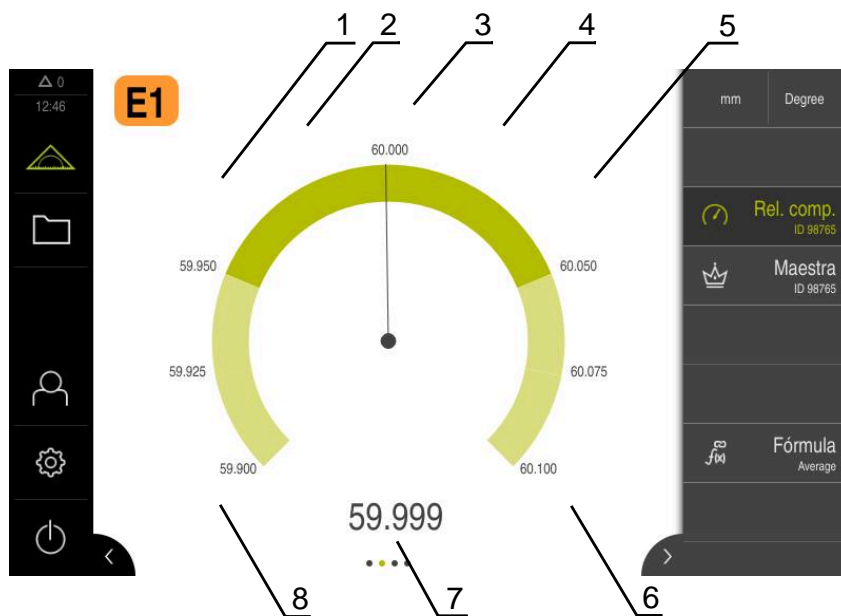 1 2 3 4 5
0
12:46
E1
60.000
59.950
60.050
59.925
60.075
59.900
60.100
59.999
mm Degree
Rel. comp.
ID 98765
Maestra
ID 98765
f(x) Fórmula
Average
8 7 6